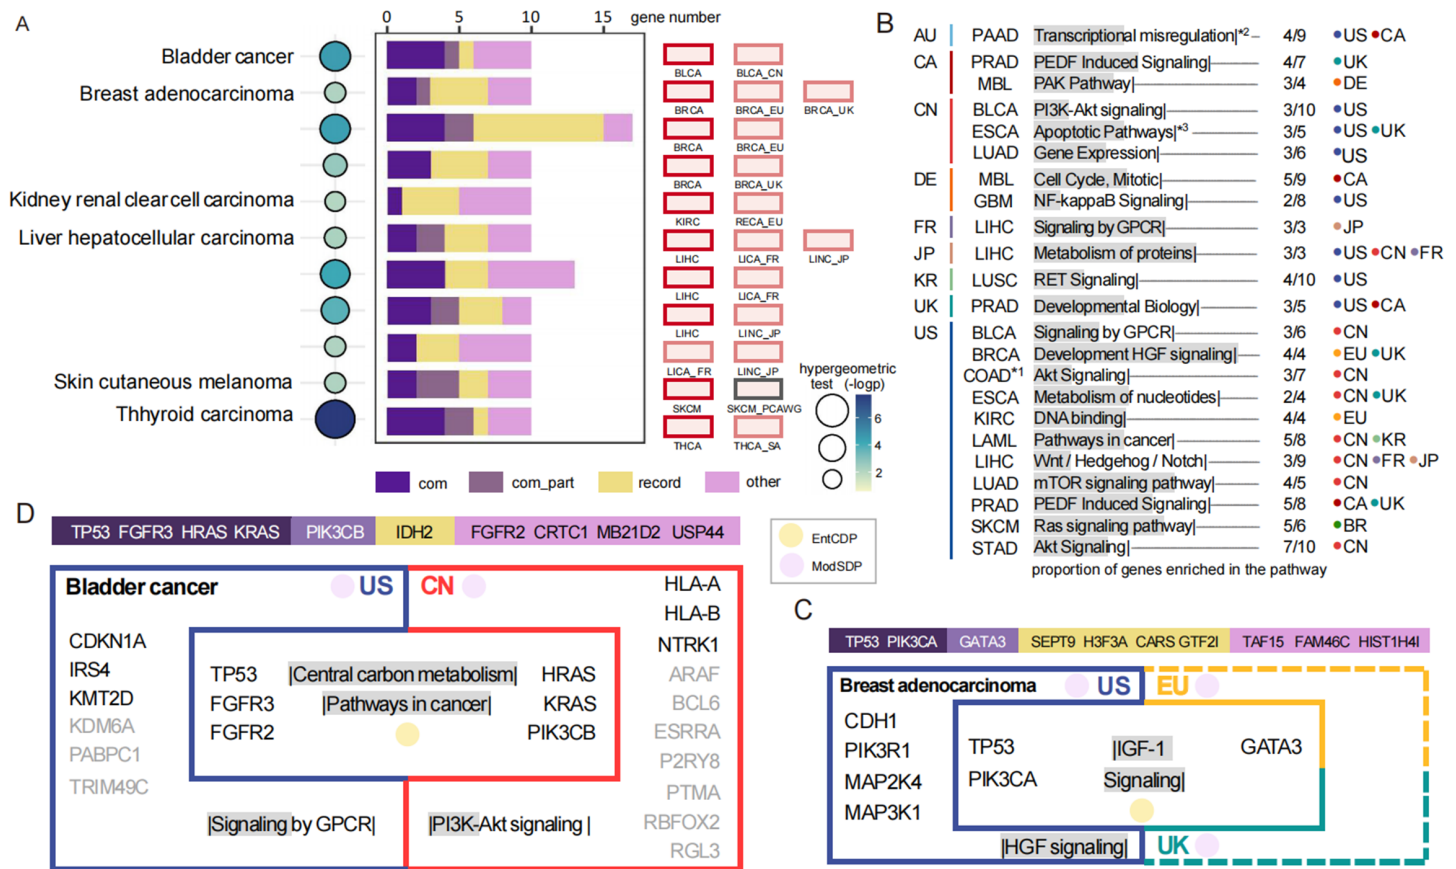 A
0 5 10 15 gene number
Bladder cancer
BLCA BLCA_CN
Breast adenocarcinoma
BRCA BRCA_EU BRCA_UK
BRCA BRCA_EU
BRCA BRCA_UK
Kidney renal clear cell carcinoma
KIRC RECA_EU
Liver hepatocellular carcinoma
LIHC LICA_FR LINC_JP
LIHC LICA_FR
LIHC LINC_JP
LICA_FR LINC_JP
Skin cutaneous melanoma
SKCM SKCM_PCAWG
Thhyroid carcinoma
THCA THCA_SA
hypergeometric
test (-logp)
6
4
2
com com_part record other
B
AU PAAD Transcriptional misregulation|*2 4/9 US CA
CA PRAD PEDF Induced Signaling| 4/7 UK
MBL PAK Pathway| 3/4 DE
CN BLCA PI3K-Akt signaling| 3/10 US
ESCA Apoptotic Pathways|*3 3/5 US UK
LUAD Gene Expression| 3/6 US
DE MBL Cell Cycle, Mitotic| 5/9 CA
GBM NF-kappaB Signaling| 2/8 US
FR LIHC Signaling by GPCR| 3/3 JP
JP LIHC Metabolism of proteins| 3/3 US CN FR
KR LUSC RET Signaling| 4/10 US
UK PRAD Developmental Biology| 3/5 US CA
US BLCA Signaling by GPCR| 3/6 CN
BRCA Development HGF signaling| 4/4 EU UK
COAD*1 Akt Signaling| 3/7 CN
ESCA Metabolism of nucleotides| 2/4 CN UK
KIRC DNA binding| 4/4 EU
LAML Pathways in cancer| 5/8 CN KR
LIHC Wnt / Hedgehog / Notch| 3/9 CN FR JP
LUAD mTOR signaling pathway| 4/5 CN
PRAD PEDF Induced Signaling| 5/8 CA UK
SKCM Ras signaling pathway| 5/6 BR
STAD Akt Signaling| 7/10 CN
proportion of genes enriched in the pathway
D
TP53 FGFR3 HRAS KRAS PIK3CB IDH2 FGFR2 CRTC1 MB21D2 USP44
EntCDP
ModSDP
Bladder cancer US CN
HLA-A
HLA-B
NTRK1
ARAF
BCL6
ESRRA
P2RY8
PTMA
RBFOX2
RGL3
CDKN1A
IRS4
KMT2D
KDM6A
PABPC1
TRIM49C
TP53 |Central carbon metabolism| HRAS
FGFR3 |Pathways in cancer| KRAS
FGFR2 PIK3CB
|Signaling by GPCR| |PI3K-Akt signaling |
C
TP53 PIK3CA GATA3 SEPT9 H3F3A CARS GTF2I TAF15 FAM46C HIST1H4I
Breast adenocarcinoma US EU
CDH1
PIK3R1
MAP2K4
MAP3K1
TP53 |IGF-1 GATA3
PIK3CA Signaling|
|HGF signaling| UK